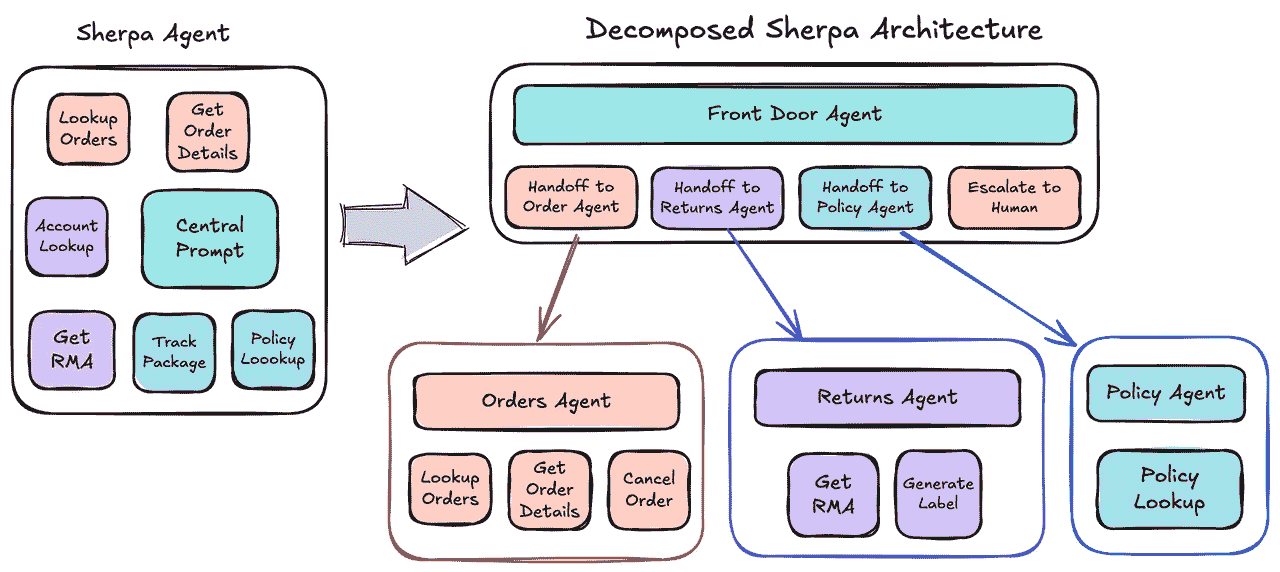 Sherpa Agent
Lookup
Orders
Get
Order
Details
Account
Lookup
Central
Prompt
Get
RMA
Track
Package
Policy
Loookup
Decomposed Sherpa Architecture
Front Door Agent
Handoff to
Order Agent
Handoff to
Returns Agent
Handoff to
Policy Agent
Escalate to
Human
Orders Agent
Lookup
Orders
Get
Order
Details
Cancel
Order
Returns Agent
Get
RMA
Generate
Label
Policy Agent
Policy
Lookup